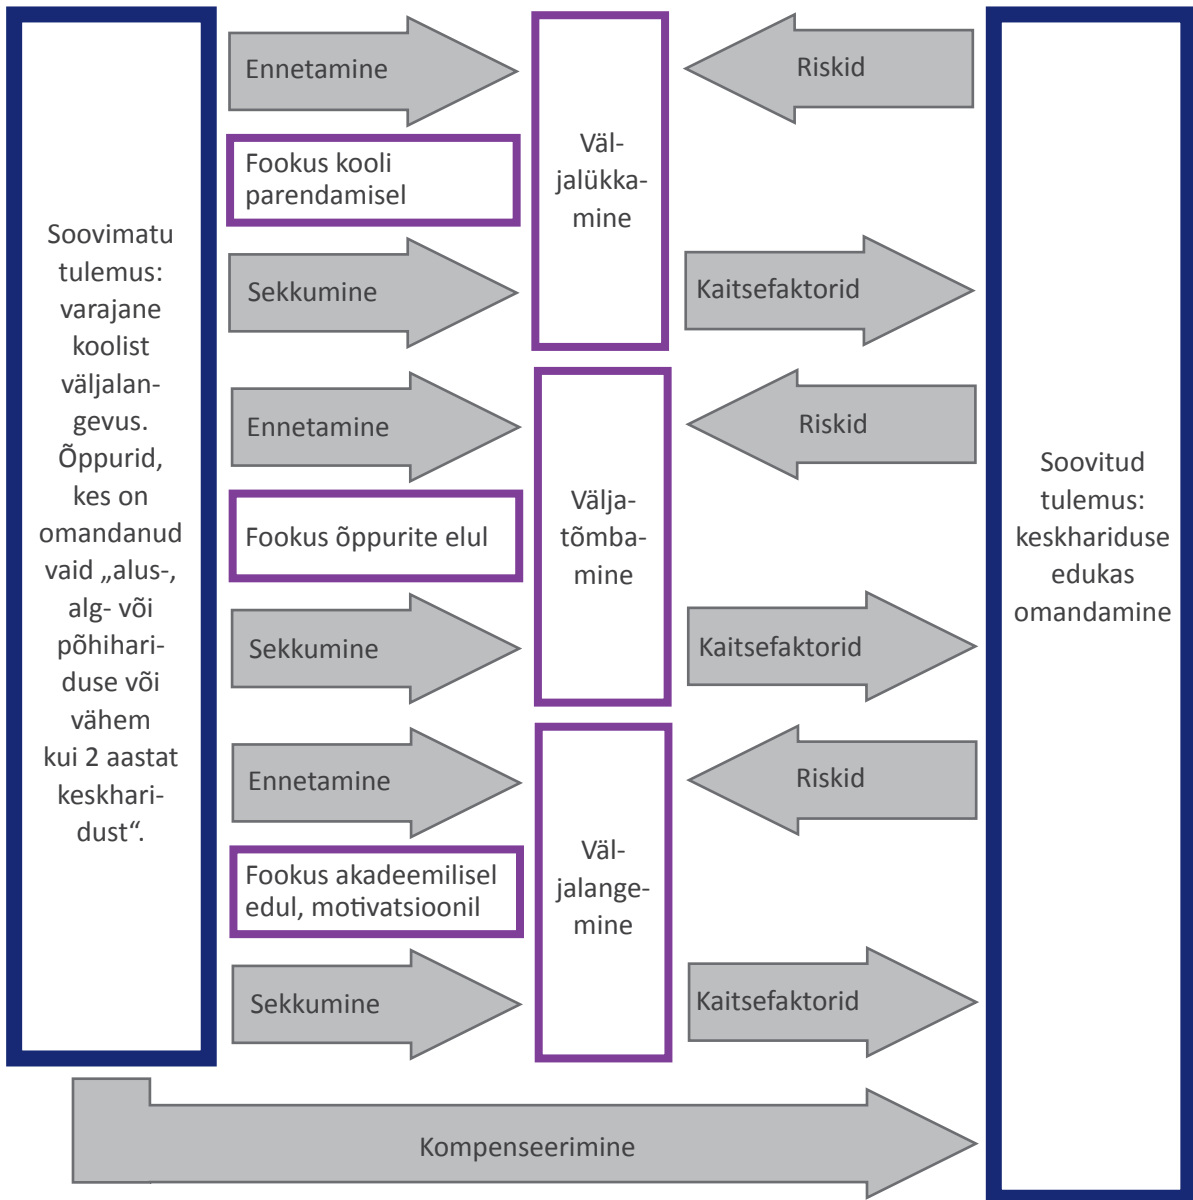 Soovimatu
tulemus:
varajane
koolist
väljalan-
gevus.
Õppurid,
kes on
omandanud
vaid „alus-,
alg- või
põhihari-
duse või
vähem
kui 2 aastat
keskhari-
dust“.
Ennetamine
Fookus kooli
parendamisel
Sekkumine
Väl-
jalükka-
mine
Riskid
Kaitsefaktorid
Ennetamine
Fookus õppurite elul
Sekkumine
Välja-
tõmba-
mine
Riskid
Kaitsefaktorid
Ennetamine
Fookus akadeemilisel
edul, motivatsioonil
Sekkumine
Väl-
jalange-
mine
Riskid
Kaitsefaktorid
Soovitud
tulemus:
keskhariduse
edukas
omandamine
Kompenseerimine